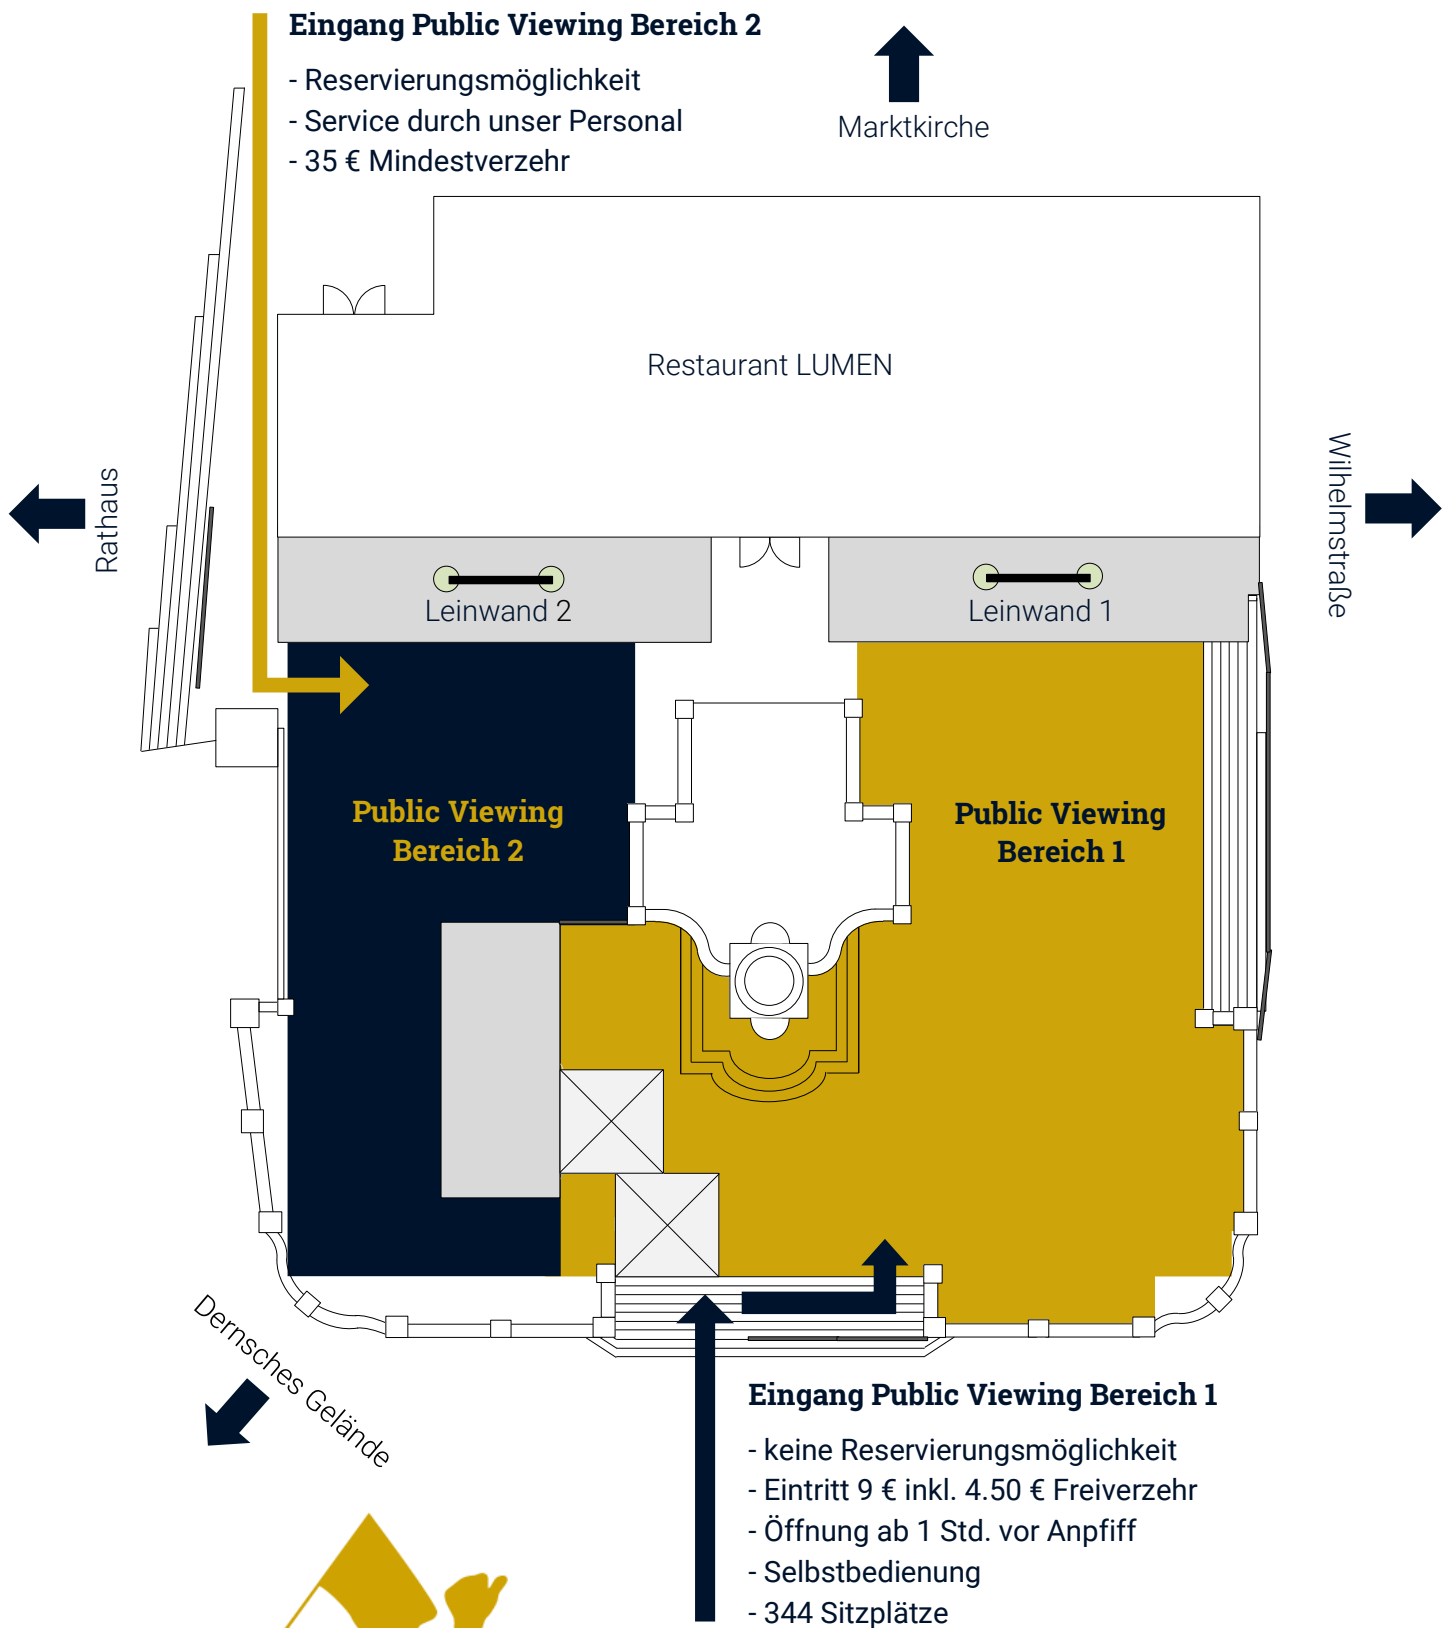 Eingang Public Viewing Bereich 2
- Reservierungsmöglichkeit
- Service durch unser Personal
- 35 € Mindestverzehr
Marktkirche
Restaurant LUMEN
Rathaus
Wilhelmstraße
Leinwand 2
Leinwand 1
Public Viewing
Bereich 2
Public Viewing
Bereich 1
Dernsches Gelände
Eingang Public Viewing Bereich 1
- keine Reservierungsmöglichkeit
- Eintritt 9 € inkl. 4.50 € Freiverzehr
- Öffnung ab 1 Std. vor Anpfiff
- Selbstbedienung
- 344 Sitzplätze